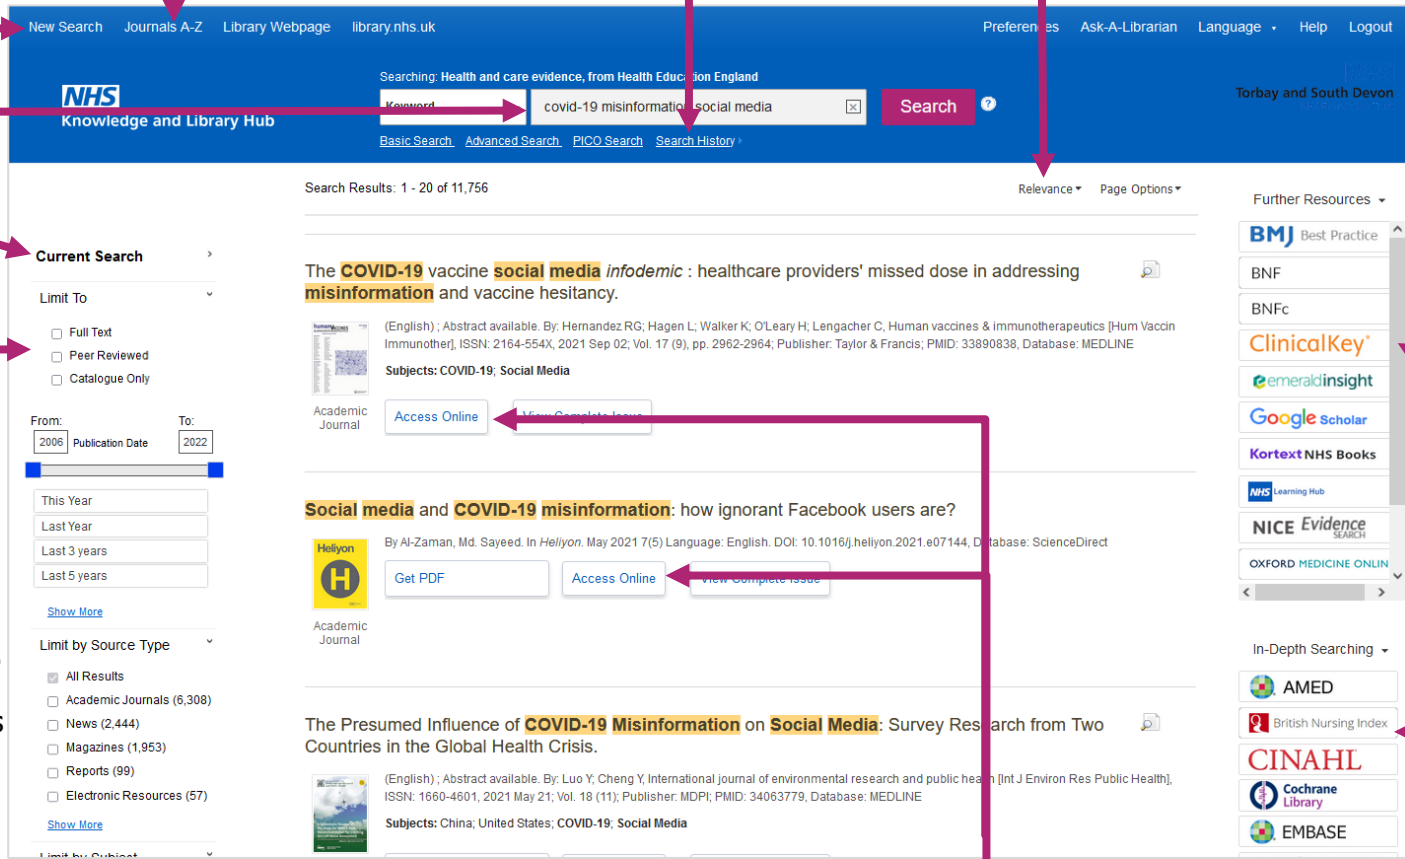 New Search Journals A-Z Library Webpage library.nhs.uk Preferences Ask-A-Librarian Language Help Logout
Searching: Health and care evidence, from Health Education England
NHS
Knowledge and Library Hub
Keyword covid-19 misinformation social media Search ?
Torbay and South Devon
Basic Search Advanced Search PICO Search Search History
Search Results: 1 - 20 of 11,756
Relevance Page Options
Current Search
Limit To
Full Text
Peer Reviewed
Catalogue Only
From: To:
2006 Publication Date 2022
This Year
Last Year
Last 3 years
Last 5 years
Show More
Limit by Source Type
All Results
Academic Journals (6,308)
News (2,444)
Magazines (1,953)
Reports (99)
Electronic Resources (57)
Show More
Limit by Subject
The COVID-19 vaccine social media infodemic : healthcare providers' missed dose in addressing
misinformation and vaccine hesitancy.
(English) ; Abstract available. By: Hernandez RG; Hagen L; Walker K; O'Leary H; Lengacher C, Human vaccines & immunotherapeutics [Hum Vaccin
Immunother], ISSN: 2164-554X, 2021 Sep 02; Vol. 17 (9), pp. 2962-2964; Publisher: Taylor & Francis; PMID: 33890838, Database: MEDLINE
Subjects: COVID-19; Social Media
Academic
Journal
Access Online View Complete Issue
Social media and COVID-19 misinformation: how ignorant Facebook users are?
By Al-Zaman, Md. Sayeed. In Heliyon. May 2021 7(5) Language: English. DOI: 10.1016/j.heliyon.2021.e07144, Database: ScienceDirect
Heliyon
H
Get PDF Access Online View Complete Issue
Academic
Journal
The Presumed Influence of COVID-19 Misinformation on Social Media: Survey Research from Two
Countries in the Global Health Crisis.
(English) ; Abstract available. By: Luo Y; Cheng Y, International journal of environmental research and public health [Int J Environ Res Public Health],
ISSN: 1660-4601, 2021 May 21; Vol. 18 (11); Publisher: MDPI; PMID: 34063779, Database: MEDLINE
Subjects: China; United States; COVID-19; Social Media
Further Resources
BMJ Best Practice
BNF
BNFc
ClinicalKey
emeraldinsight
Google Scholar
Kortext NHS Books
NHS Learning Hub
NICE Evidence
SEARCH
OXFORD MEDICINE ONLIN
In-Depth Searching
AMED
British Nursing Index
CINAHL
Cochrane
Library
EMBASE
s